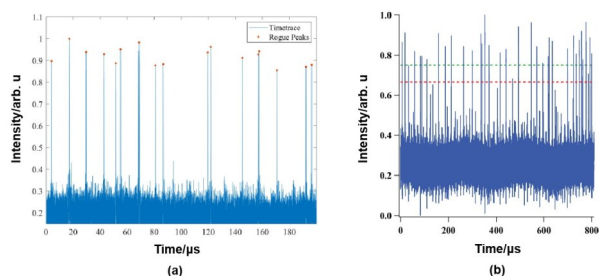 Intensity/arb. u
1.1
1
0.9
0.8
0.7
0.6
0.5
0.4
0.3
0.2
Timetrace
Rogue Peaks
0 20 40 60 80 100 120 140 160 180
Time/µs
(a)
(b)
Intensity/arb. u
1.0
0.8
0.6
0.4
0.2
0.0
0 200 400 600 800
Time/µs